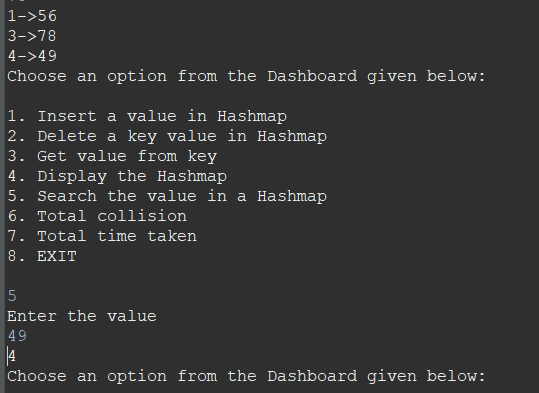 1->56
3->78
4->49
Choose an option from the Dashboard given below:
1. Insert a value in Hashmap
2. Delete a key value in Hashmap
3. Get value from key
4. Display the Hashmap
5. Search the value in a Hashmap
6. Total collision
7. Total time taken
8. EXIT
5
Enter the value
49
4
Choose an option from the Dashboard given below: